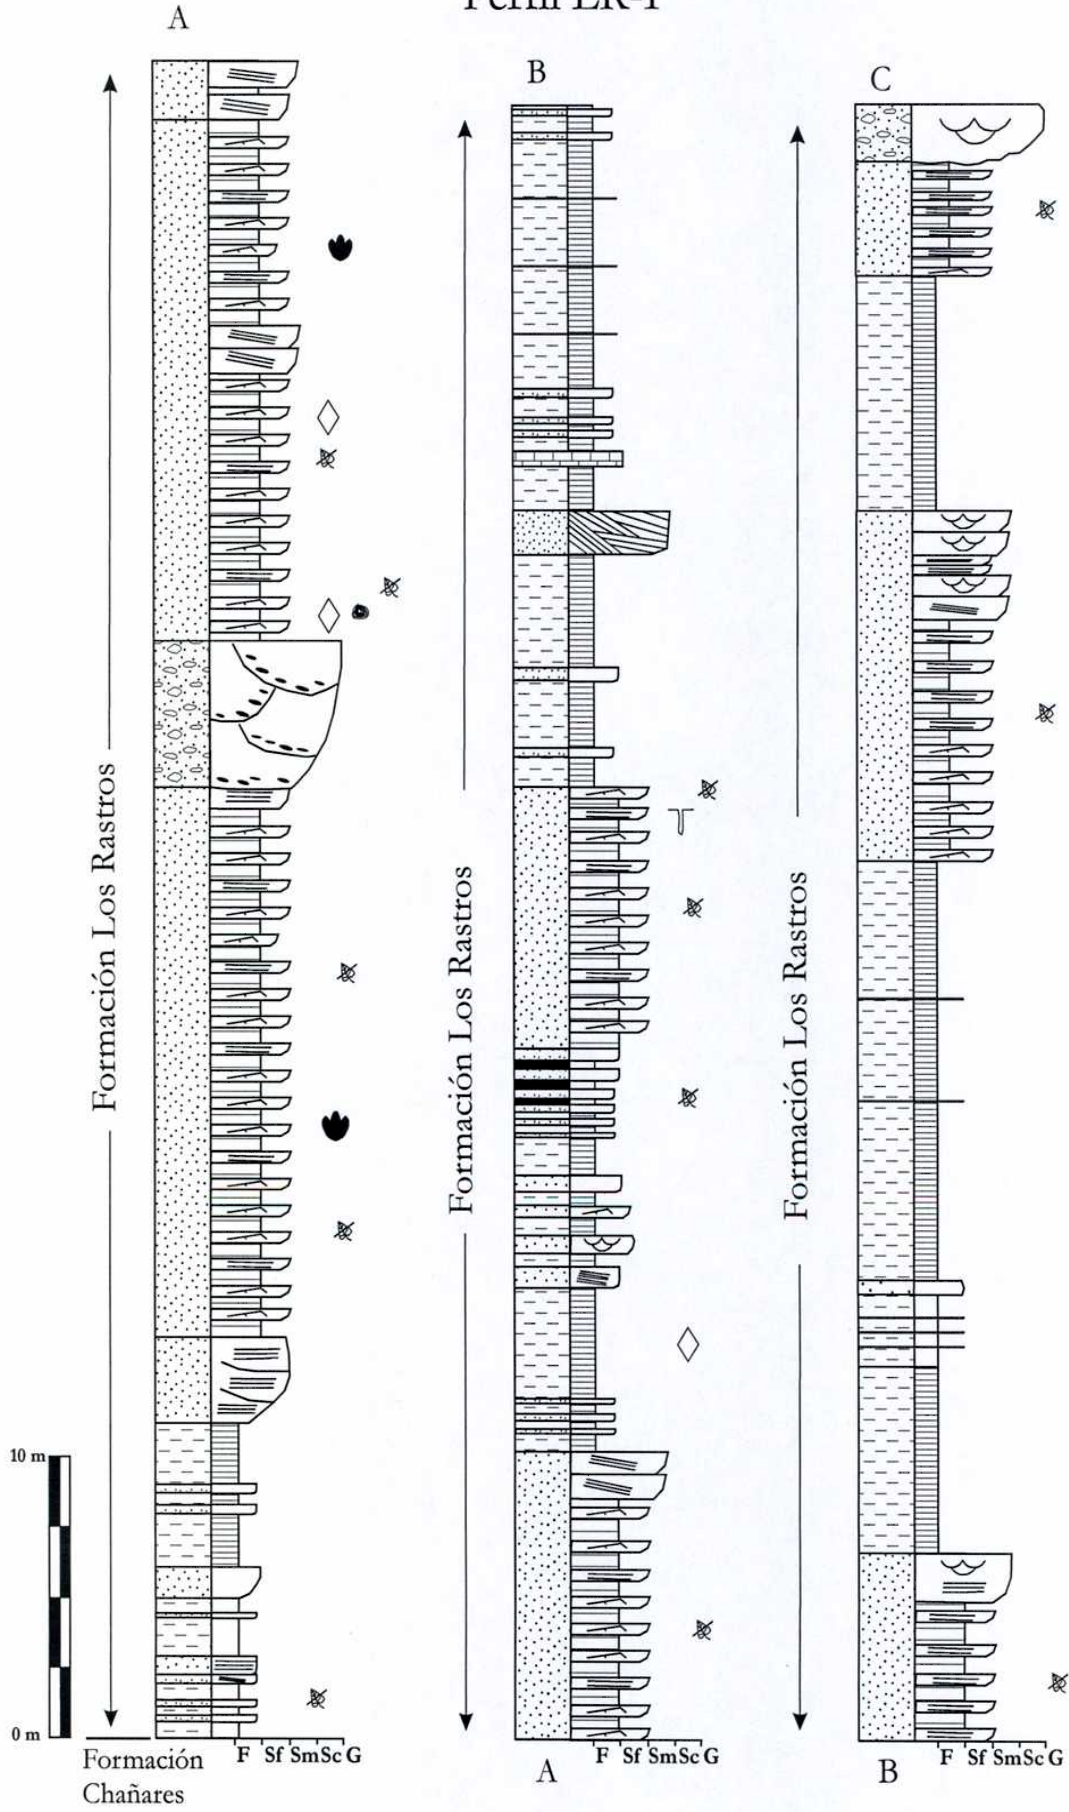 Perfil LR-1
A
B
C
Formación Los Rastros
Formación Los Rastros
Formación Los Rastros
10 m
0 m
Formación
Chañares
F Sf Sm Sc G
F Sf Sm Sc G
F Sf Sm Sc G
A
B